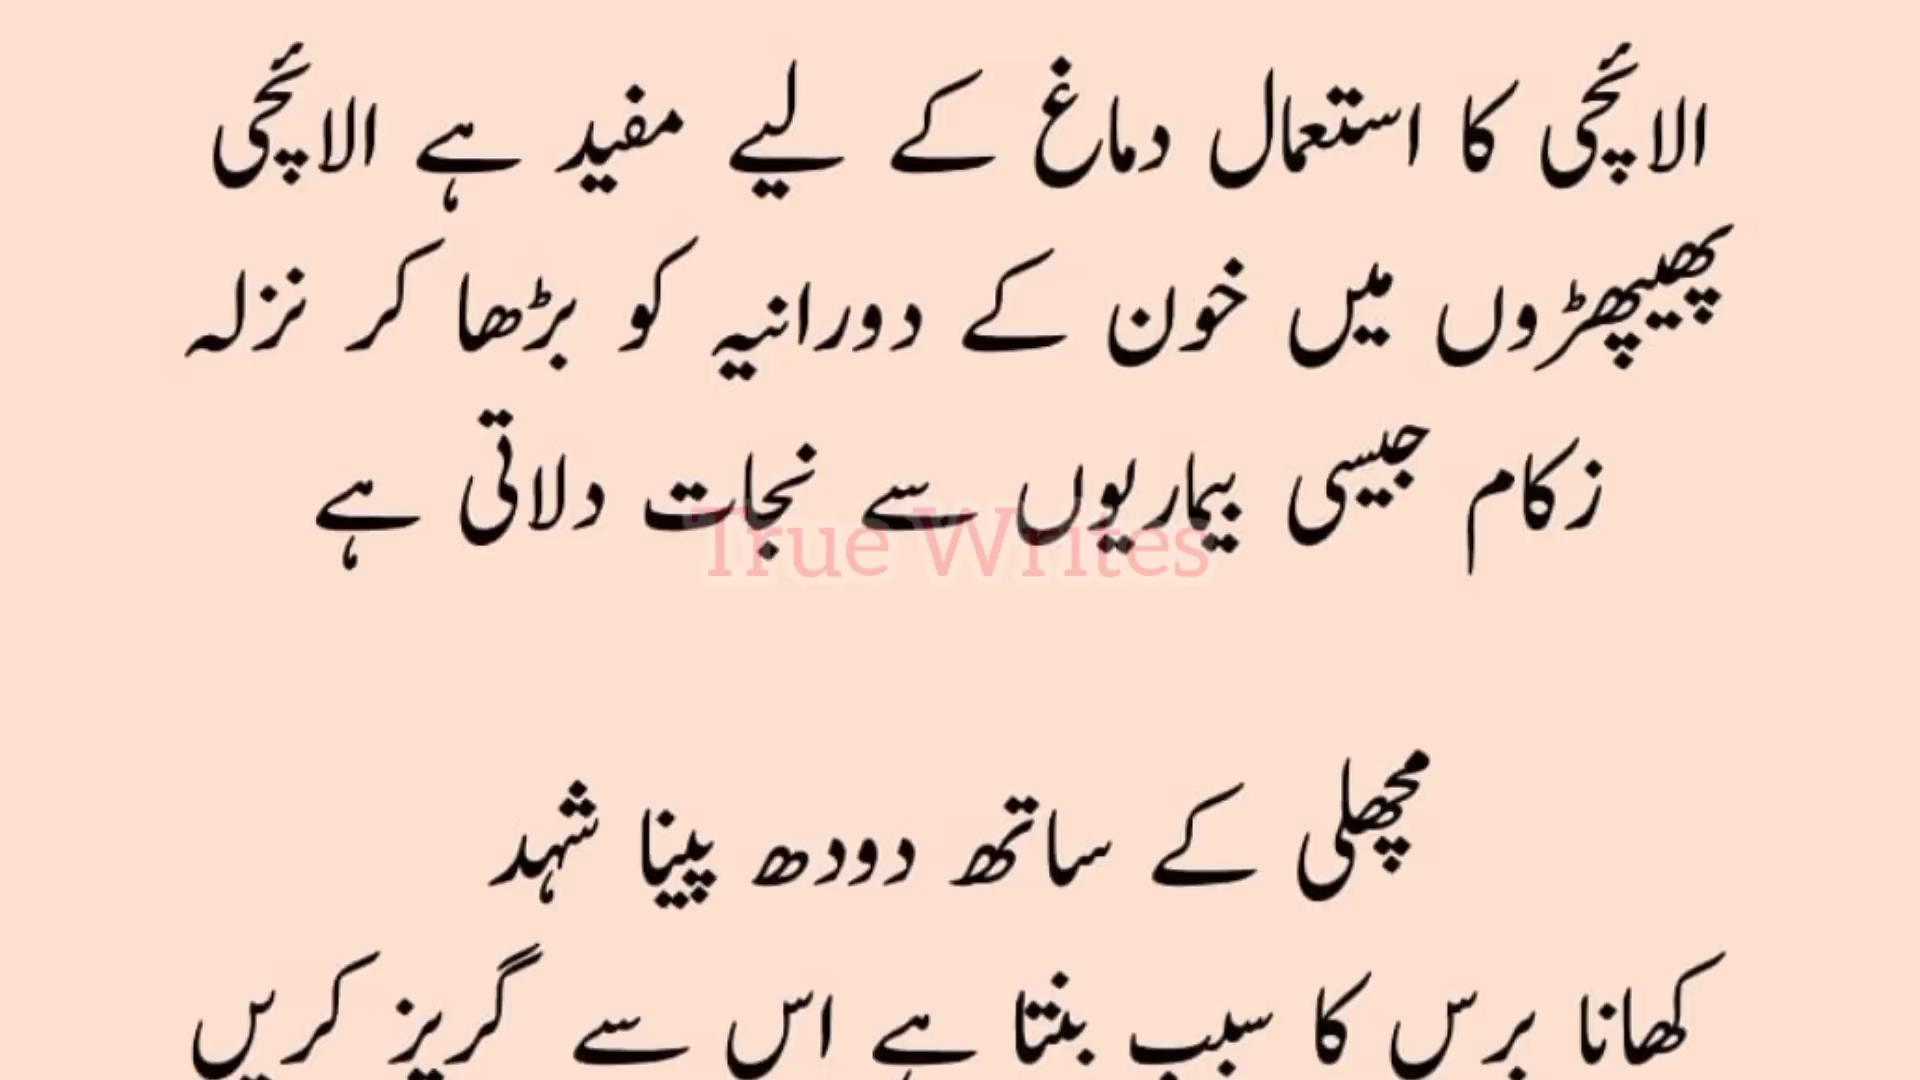 الائچی کا استعمال دماغ کے لیے مفید ہے الائچی
پھیپھڑوں میں خون کے دورانیہ کو بڑھا کر نزلہ
زکام جیسی بیماریوں سے نجات دلاتی ہے
True Writes
مچھلی کے ساتھ دودھ پینا شہد
کھانا برس کا سبب بنتا ہے اس سے گریز کریں